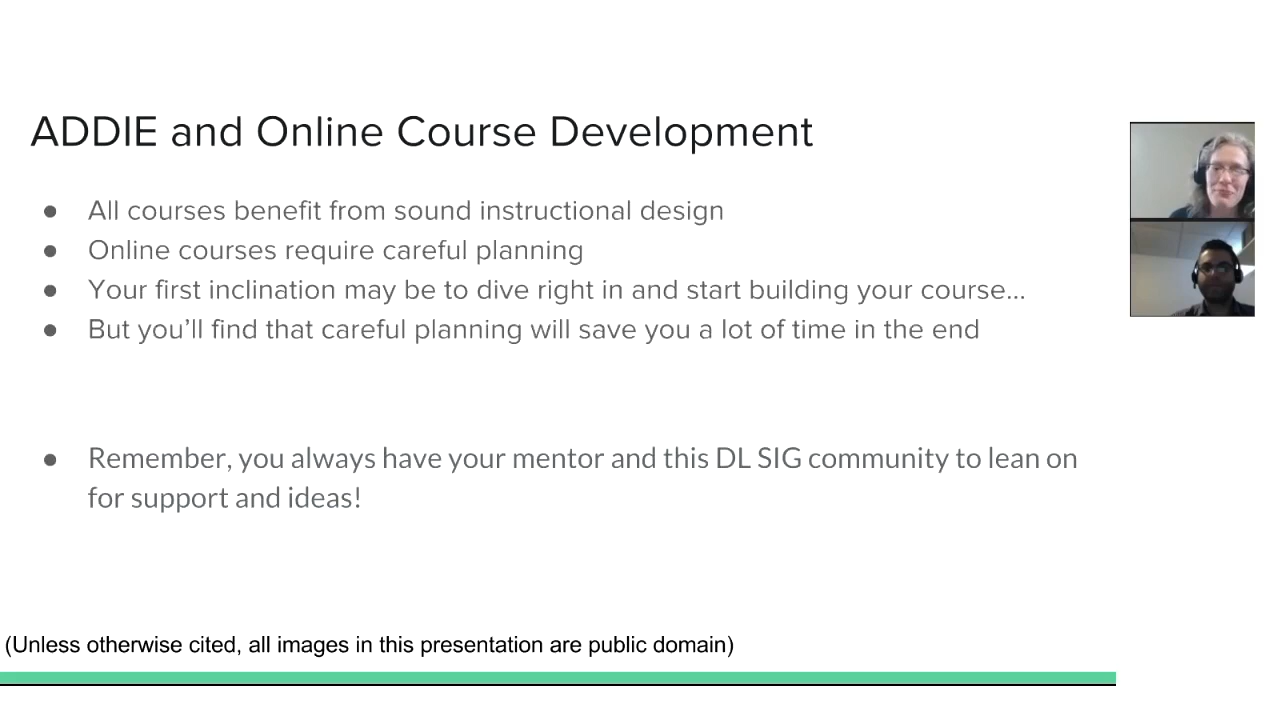 ADDIE and Online Course Development
● All courses benefit from sound instructional design
● Online courses require careful planning
● Your first inclination may be to dive right in and start building your course...
● But you’ll find that careful planning will save you a lot of time in the end
● Remember, you always have your mentor and this DL SIG community to lean on
for support and ideas!
(Unless otherwise cited, all images in this presentation are public domain)